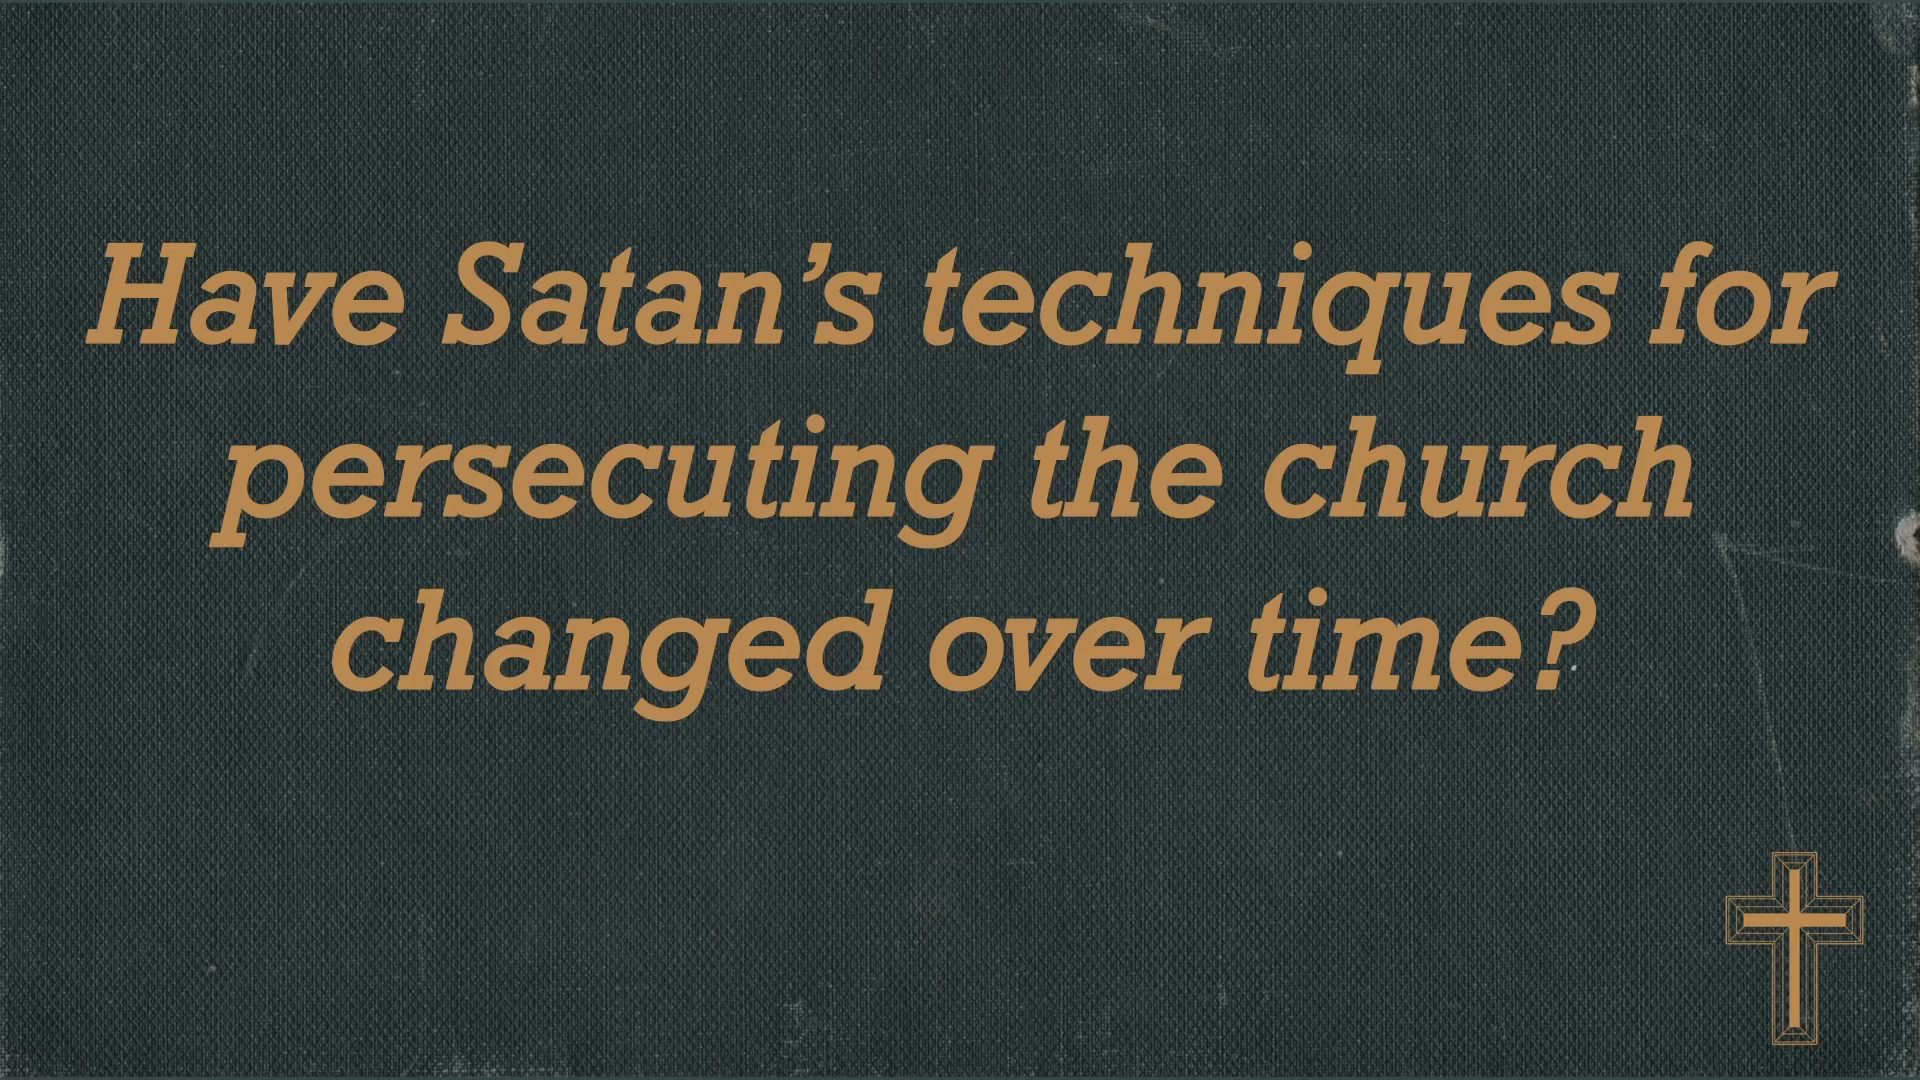 Have Satan’s techniques for
persecuting the church
changed over time?